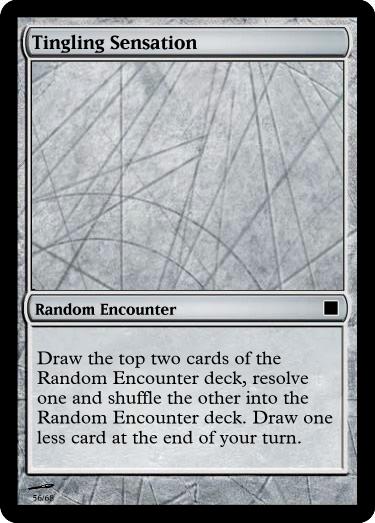 Tingling Sensation
Random Encounter
Draw the top two cards of the
Random Encounter deck, resolve
one and shuffle the other into the
Random Encounter deck. Draw one
less card at the end of your turn.
56/68